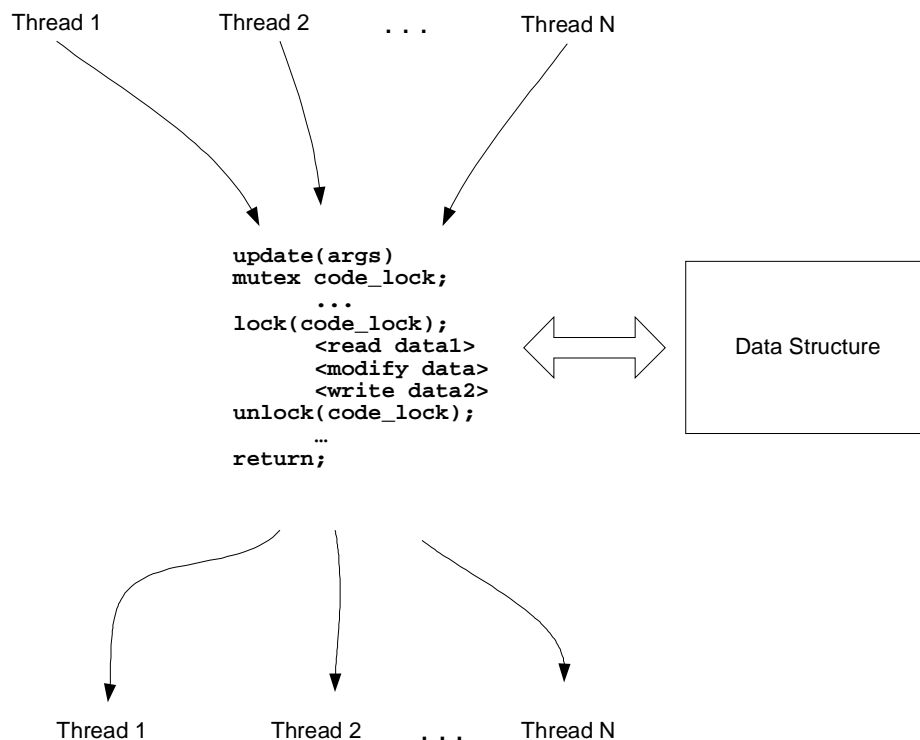 Thread 1 Thread 2 . . . Thread N
update(args)
mutex code_lock;
...
lock(code_lock);
<read data1>
<modify data>
<write data2>
unlock(code_lock);
…
return;
Data Structure
Thread 1 Thread 2 . . . Thread N